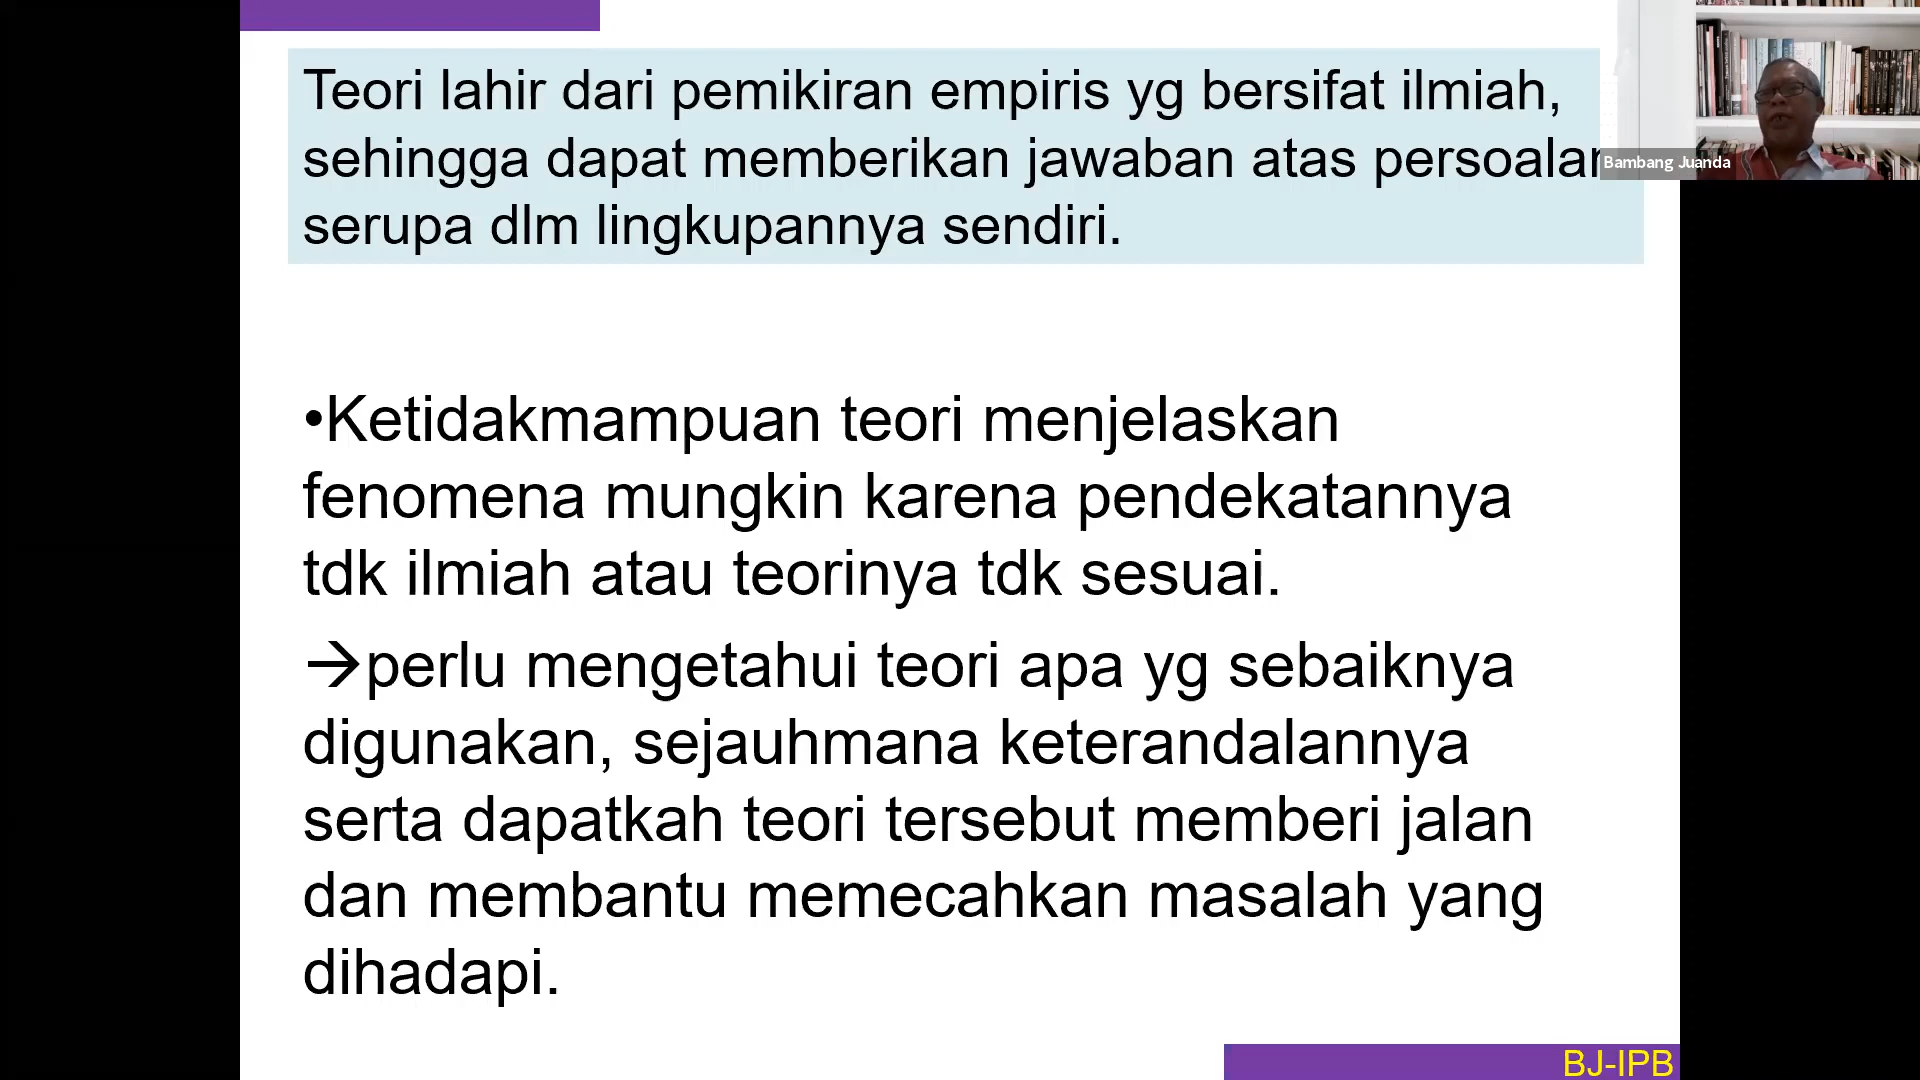 Teori lahir dari pemikiran empiris yg bersifat ilmiah,
sehingga dapat memberikan jawaban atas persoalan
serupa dlm lingkupannya sendiri.
•Ketidakmampuan teori menjelaskan
fenomena mungkin karena pendekatannya
tdk ilmiah atau teorinya tdk sesuai.
→perlu mengetahui teori apa yg sebaiknya
digunakan, sejauhmana keterandalannya
serta dapatkah teori tersebut memberi jalan
dan membantu memecahkan masalah yang
dihadapi.
Bambang Juanda
BJ-IPB